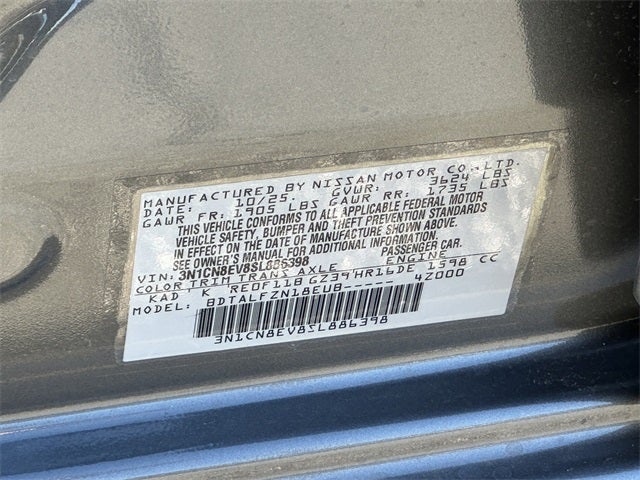 MANUFACTURED BY NISSAN MOTOR CO., LTD.
DATE: 10/25. GVWR: 3624 LBS
GAWR FR: 1905 LBS GAWR RR: 1735 LBS
THIS VEHICLE CONFORMS TO ALL APPLICABLE FEDERAL MOTOR
VEHICLE SAFETY, BUMPER AND THEFT PREVENTION STANDARDS
IN EFFECT ON THE DATE OF MANUFACTURE SHOWN ABOVE.
SEE OWNER'S MANUAL FOR ADDITIONAL INFORMATION.
VIN: 3N1CN8EV8SL886398 PASSENGER CAR.
COLOR TRIM TRANS AXLE ENGINE
KAD K RE0F11B GZ39 HR16DE 1598 CC
MODEL: BDTALFZN18EUB----- 4Z000
3N1CN8EV8SL886398